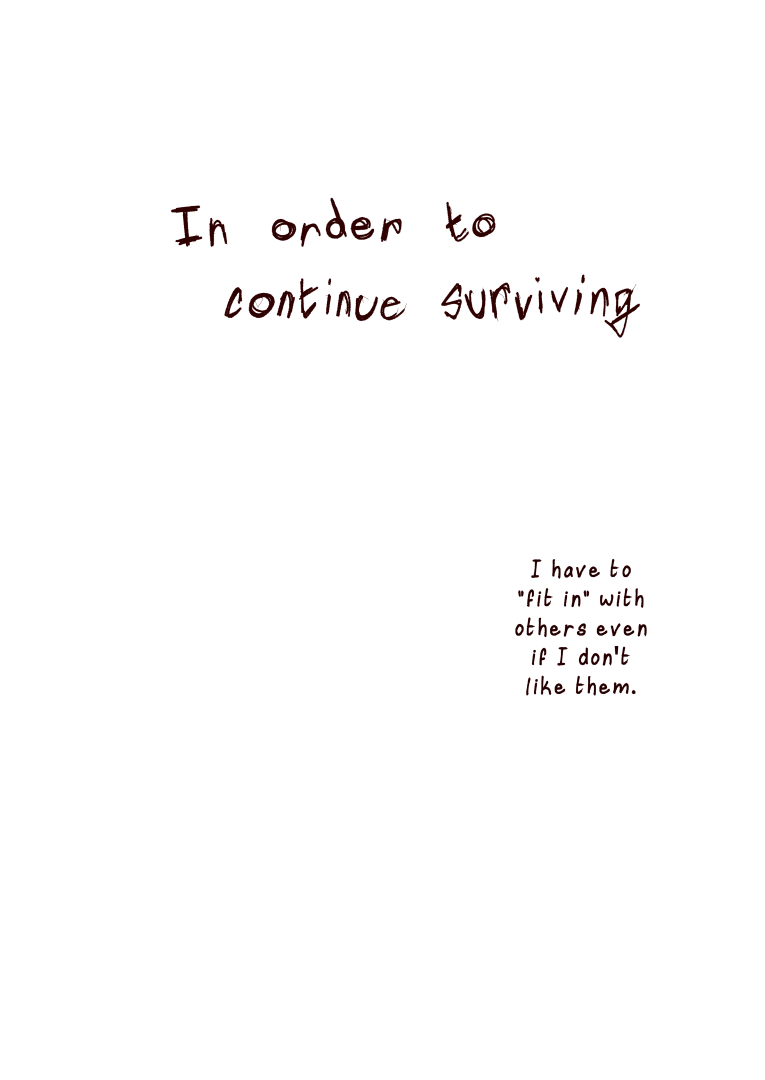 In order to
continue surviving
I have to
"fit in" with
others even
if I don't
like them.